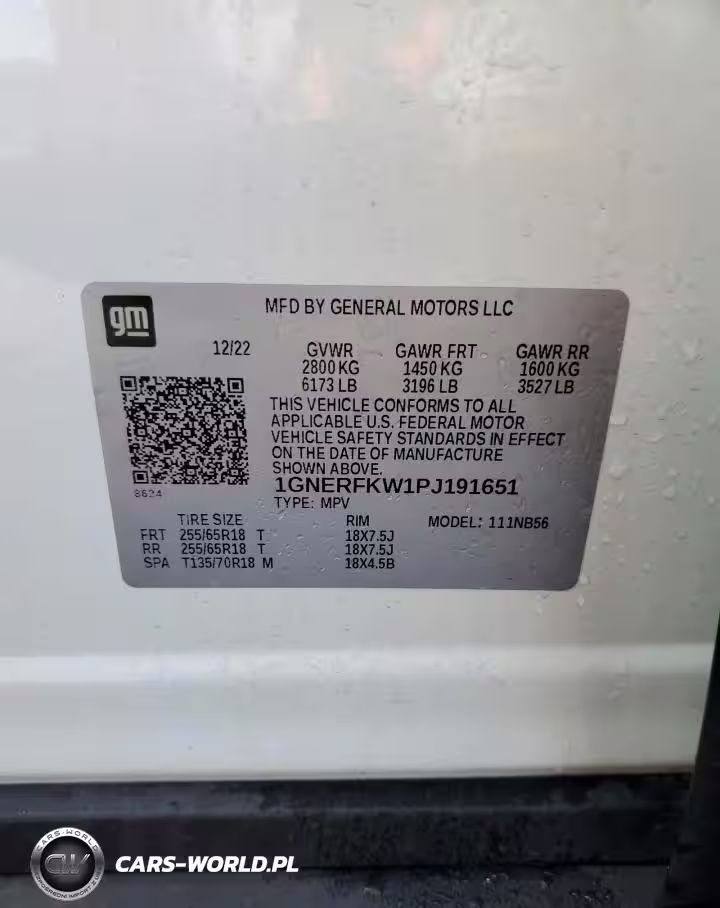 gm
MFD BY GENERAL MOTORS LLC
12/22 GVWR GAWR FRT GAWR RR
2800 KG 1450 KG 1600 KG
6173 LB 3196 LB 3527 LB
THIS VEHICLE CONFORMS TO ALL
APPLICABLE U.S. FEDERAL MOTOR
VEHICLE SAFETY STANDARDS IN EFFECT
ON THE DATE OF MANUFACTURE
SHOWN ABOVE.
1GNERFKW1PJ191651
8624
TYPE: MPV
TIRE SIZE RIM MODEL: 111NB56
FRT 255/65R18 T 18X7.5J
RR 255/65R18 T 18X7.5J
SPA T135/70R18 M 18X4.5B
CARS-WORLD
CW
CARS-WORLD.PL